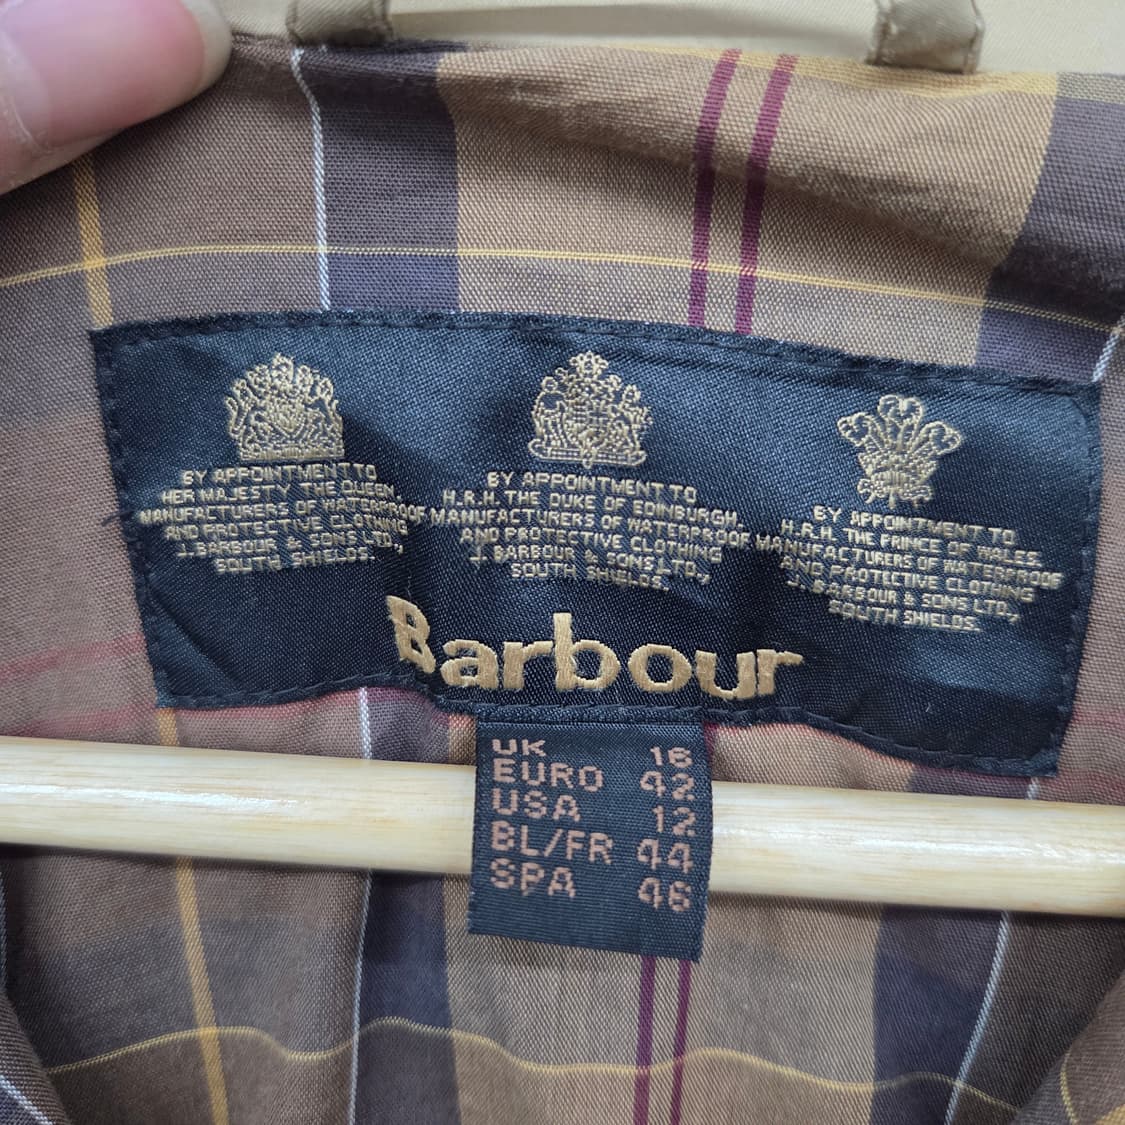 BY APPOINTMENT TO
HER MAJESTY THE QUEEN.
MANUFACTURERS OF WATERPROOF
AND PROTECTIVE CLOTHING
J. BARBOUR & SONS LTD.,
SOUTH SHIELDS.
BY APPOINTMENT TO
H.R.H. THE DUKE OF EDINBURGH.
MANUFACTURERS OF WATERPROOF
AND PROTECTIVE CLOTHING
J. BARBOUR & SONS LTD.,
SOUTH SHIELDS.
BY APPOINTMENT TO
H.R.H. THE PRINCE OF WALES.
MANUFACTURERS OF WATERPROOF
AND PROTECTIVE CLOTHING
J. BARBOUR & SONS LTD.,
SOUTH SHIELDS.
Barbour
UK 16
EURO 42
USA 12
BL/FR 44
SPA 46